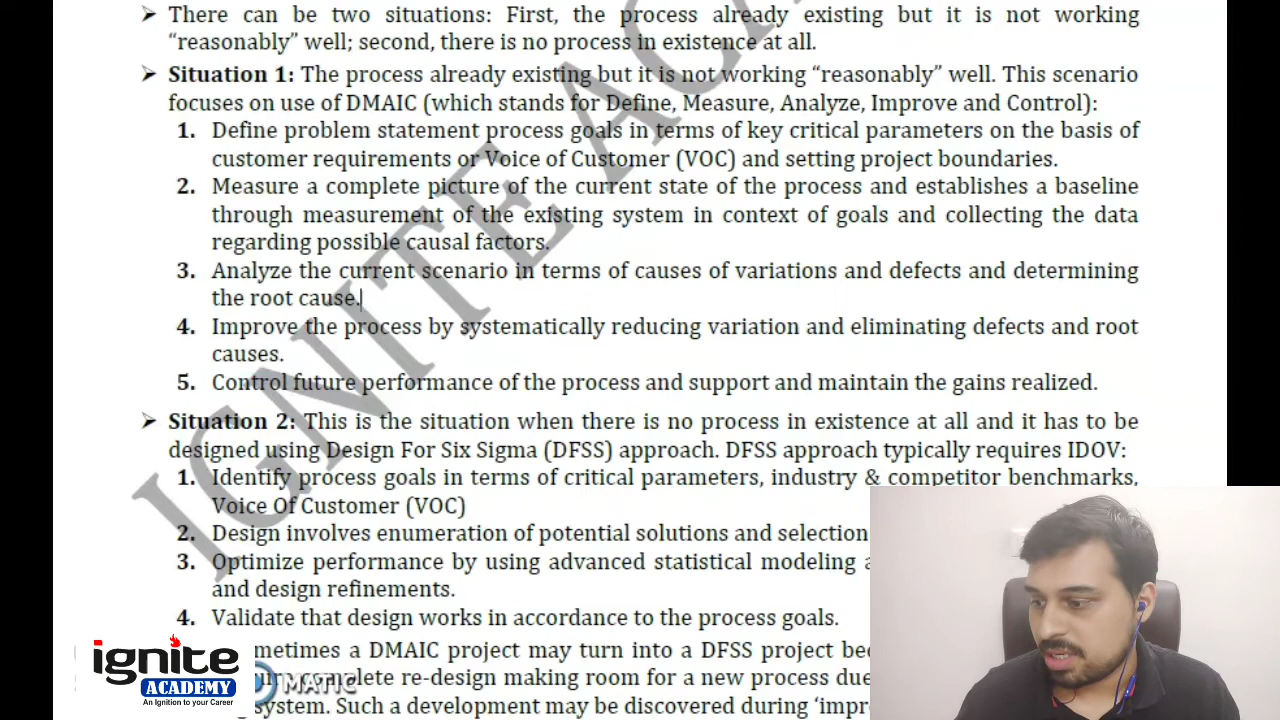 ➤ There can be two situations: First, the process already existing but it is not working
“reasonably” well; second, there is no process in existence at all.
➤ Situation 1: The process already existing but it is not working “reasonably” well. This scenario
focuses on use of DMAIC (which stands for Define, Measure, Analyze, Improve and Control):
1. Define problem statement process goals in terms of key critical parameters on the basis of
customer requirements or Voice of Customer (VOC) and setting project boundaries.
2. Measure a complete picture of the current state of the process and establishes a baseline
through measurement of the existing system in context of goals and collecting the data
regarding possible causal factors.
3. Analyze the current scenario in terms of causes of variations and defects and determining
the root cause.
4. Improve the process by systematically reducing variation and eliminating defects and root
causes.
5. Control future performance of the process and support and maintain the gains realized.
➤ Situation 2: This is the situation when there is no process in existence at all and it has to be
designed using Design For Six Sigma (DFSS) approach. DFSS approach typically requires IDOV:
1. Identify process goals in terms of critical parameters, industry & competitor benchmarks,
Voice Of Customer (VOC)
2. Design involves enumeration of potential solutions and selection
3. Optimize performance by using advanced statistical modeling
and design refinements.
4. Validate that design works in accordance to the process goals.
metimes a DMAIC project may turn into a DFSS project
re-design making room for a new process due
system. Such a development may be discovered during
IGNITE ACA
ignite
ACADEMY
An Ignition to your Career
MATIC